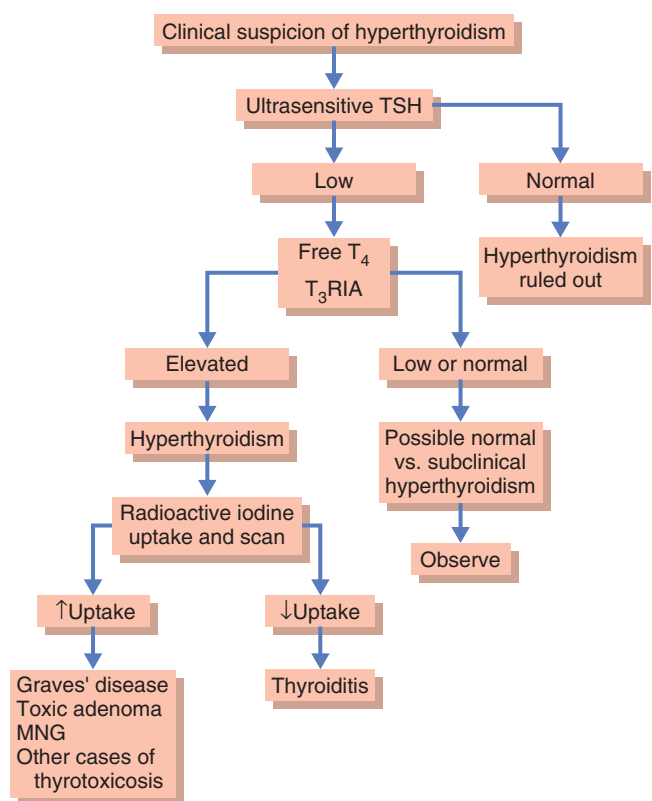 Clinical suspicion of hyperthyroidism
Ultrasensitive TSH
Low
Normal
Free T4
T3RIA
Hyperthyroidism
ruled out
Elevated
Low or normal
Hyperthyroidism
Possible normal
vs. subclinical
hyperthyroidism
Radioactive iodine
uptake and scan
Observe
↑Uptake
↓Uptake
Graves' disease
Toxic adenoma
MNG
Other cases of
thyrotoxicosis
Thyroiditis